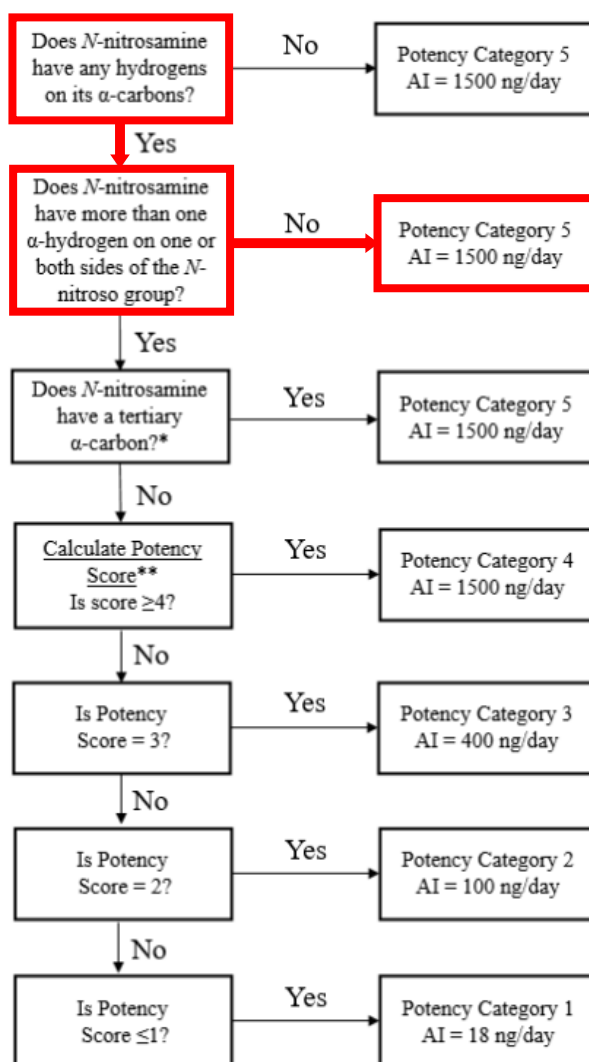 Does N-nitrosamine
have any hydrogens
on its α-carbons?
No
Potency Category 5
AI = 1500 ng/day
Yes
Does N-nitrosamine
have more than one
α-hydrogen on one or
both sides of the N-
nitroso group?
No
Potency Category 5
AI = 1500 ng/day
Yes
Does N-nitrosamine
have a tertiary
α-carbon?*
Yes
Potency Category 5
AI = 1500 ng/day
No
Calculate Potency
Score**
Is score ≥4?
Yes
Potency Category 4
AI = 1500 ng/day
No
Is Potency
Score = 3?
Yes
Potency Category 3
AI = 400 ng/day
No
Is Potency
Score = 2?
Yes
Potency Category 2
AI = 100 ng/day
No
Is Potency
Score ≤1?
Yes
Potency Category 1
AI = 18 ng/day